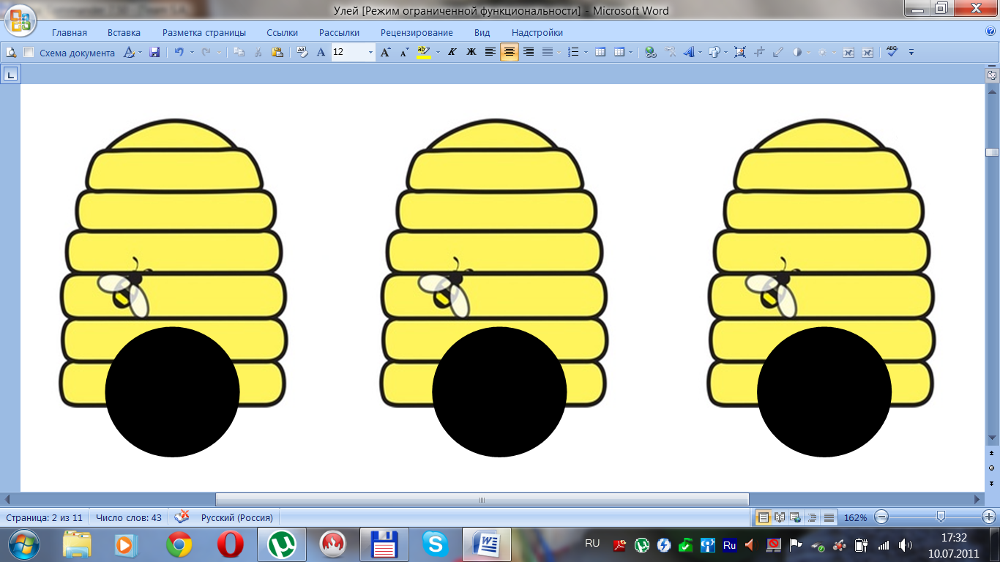 Улей [Режим ограниченной функциональности] - Microsoft Word
Главная Вставка Разметка страницы Ссылки Рассылки Рецензирование Вид Надстройки
Схема документа 12 К Ж
Страница: 2 из 11 Число слов: 43 Русский (Россия) 162%
RU Ru 17:32
10.07.2011